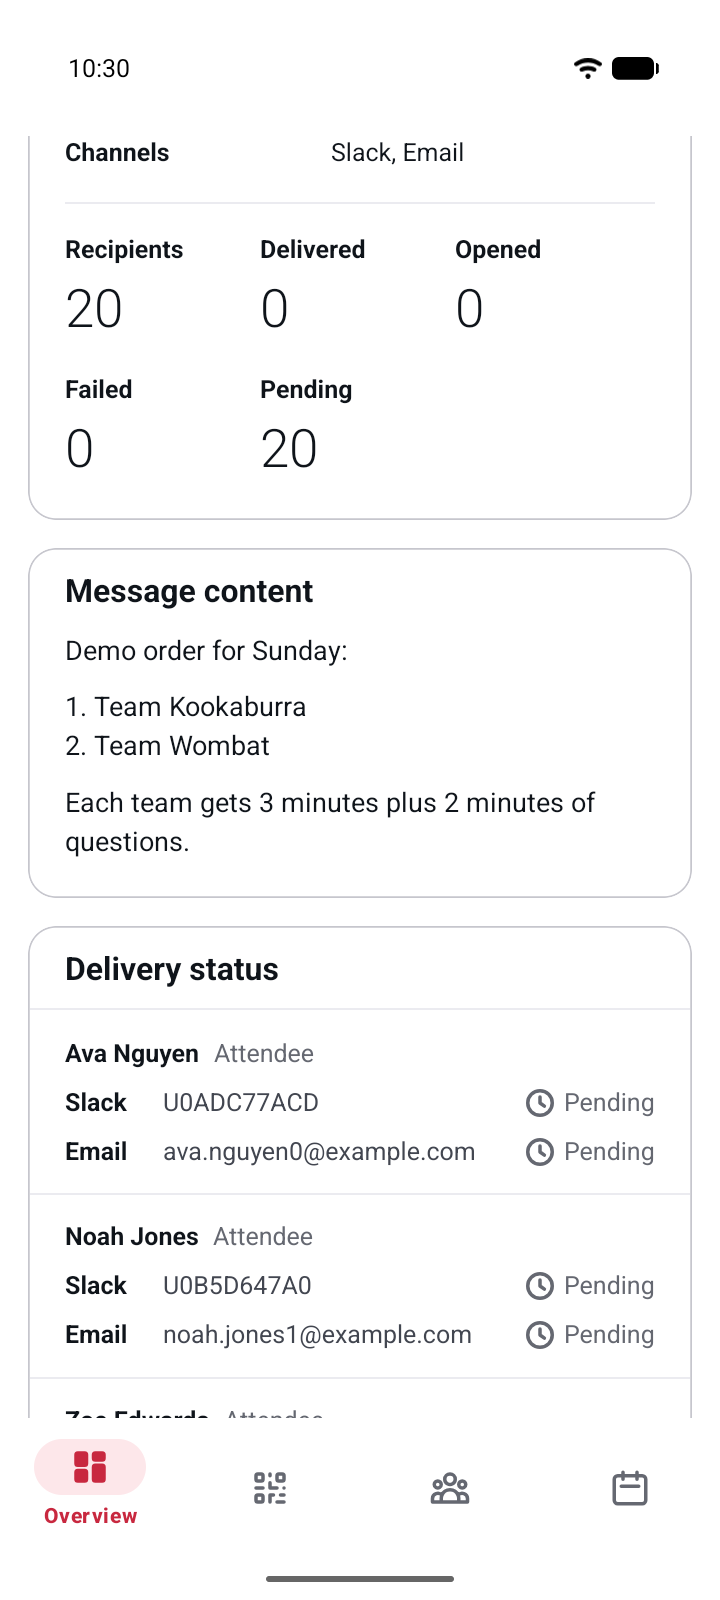 10:30
Channels Slack, Email
Recipients Delivered Opened
20 0 0
Failed Pending
0 20
Message content
Demo order for Sunday:
1. Team Kookaburra
2. Team Wombat
Each team gets 3 minutes plus 2 minutes of
questions.
Delivery status
Ava Nguyen Attendee
Slack U0ADC77ACD Pending
Email ava.nguyen0@example.com Pending
Noah Jones Attendee
Slack U0B5D647A0 Pending
Email noah.jones1@example.com Pending
Zoe Edwards Attendee
Overview